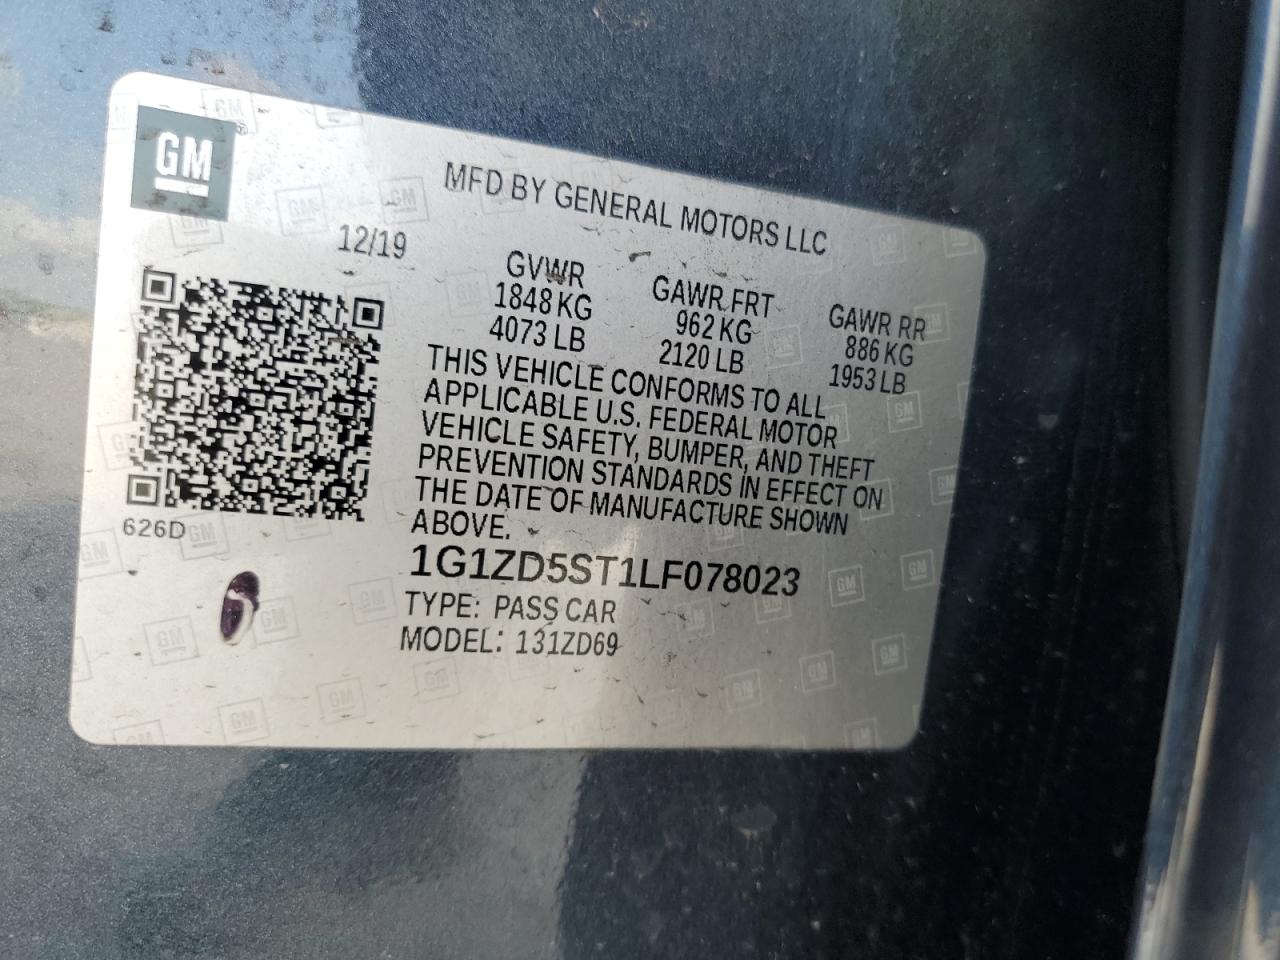 GM
MFD BY GENERAL MOTORS LLC
12/19
GVWR
1848 KG
4073 LB
GAWR FRT
962 KG
2120 LB
GAWR RR
886 KG
1953 LB
THIS VEHICLE CONFORMS TO ALL
APPLICABLE U.S. FEDERAL MOTOR
VEHICLE SAFETY, BUMPER, AND THEFT
PREVENTION STANDARDS IN EFFECT ON
THE DATE OF MANUFACTURE SHOWN
ABOVE.
626D
1G1ZD5ST1LF078023
TYPE: PASS CAR
MODEL: 131ZD69